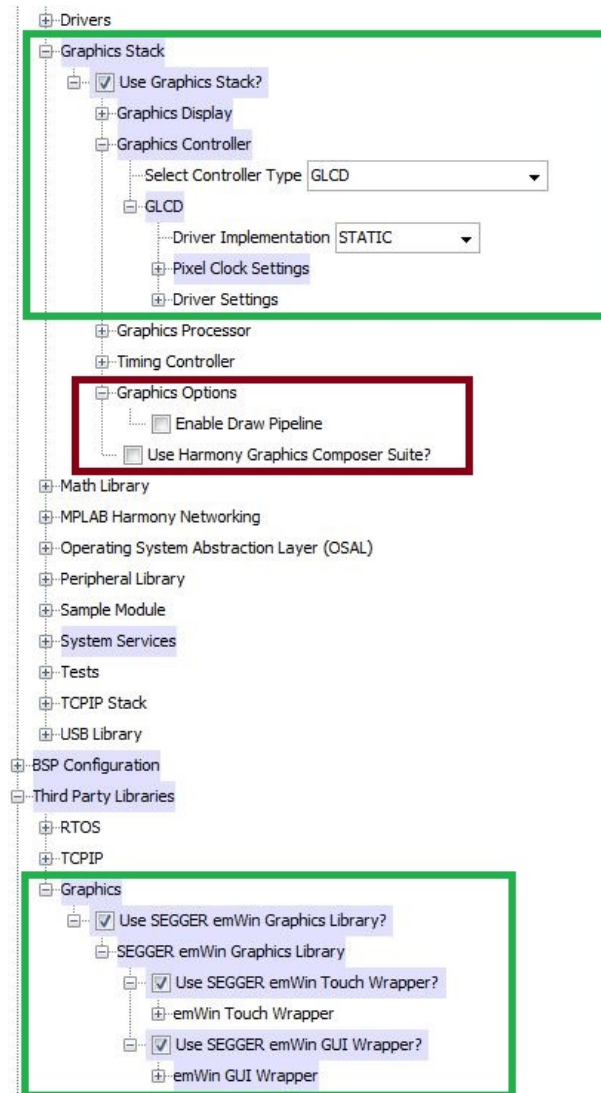 Drivers
Graphics Stack
Use Graphics Stack?
Graphics Display
Graphics Controller
Select Controller Type GLCD
GLCD
Driver Implementation STATIC
Pixel Clock Settings
Driver Settings
Graphics Processor
Timing Controller
Graphics Options
Enable Draw Pipeline
Use Harmony Graphics Composer Suite?
Math Library
MPLAB Harmony Networking
Operating System Abstraction Layer (OSAL)
Peripheral Library
Sample Module
System Services
Tests
TCPIP Stack
USB Library
BSP Configuration
Third Party Libraries
RTOS
TCPIP
Graphics
Use SEGGER emWin Graphics Library?
SEGGER emWin Graphics Library
Use SEGGER emWin Touch Wrapper?
emWin Touch Wrapper
Use SEGGER emWin GUI Wrapper?
emWin GUI Wrapper